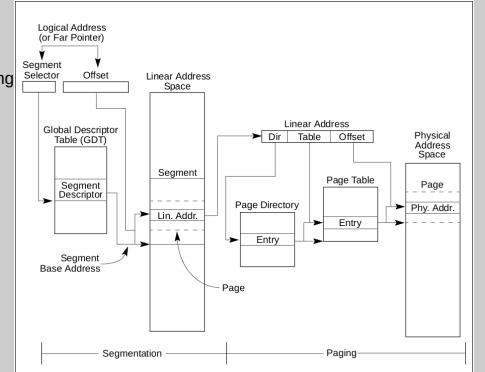 Logical Address
(or Far Pointer)
Segment
Selector
Offset
ng
Linear Address
Space
Global Descriptor
Table (GDT)
Segment
Descriptor
Segment
Lin. Addr.
Segment
Base Address
Page
Linear Address
Dir Table Offset
Page Directory
Entry
Page Table
Entry
Physical
Address
Space
Page
Phy. Addr.
Segmentation
Paging